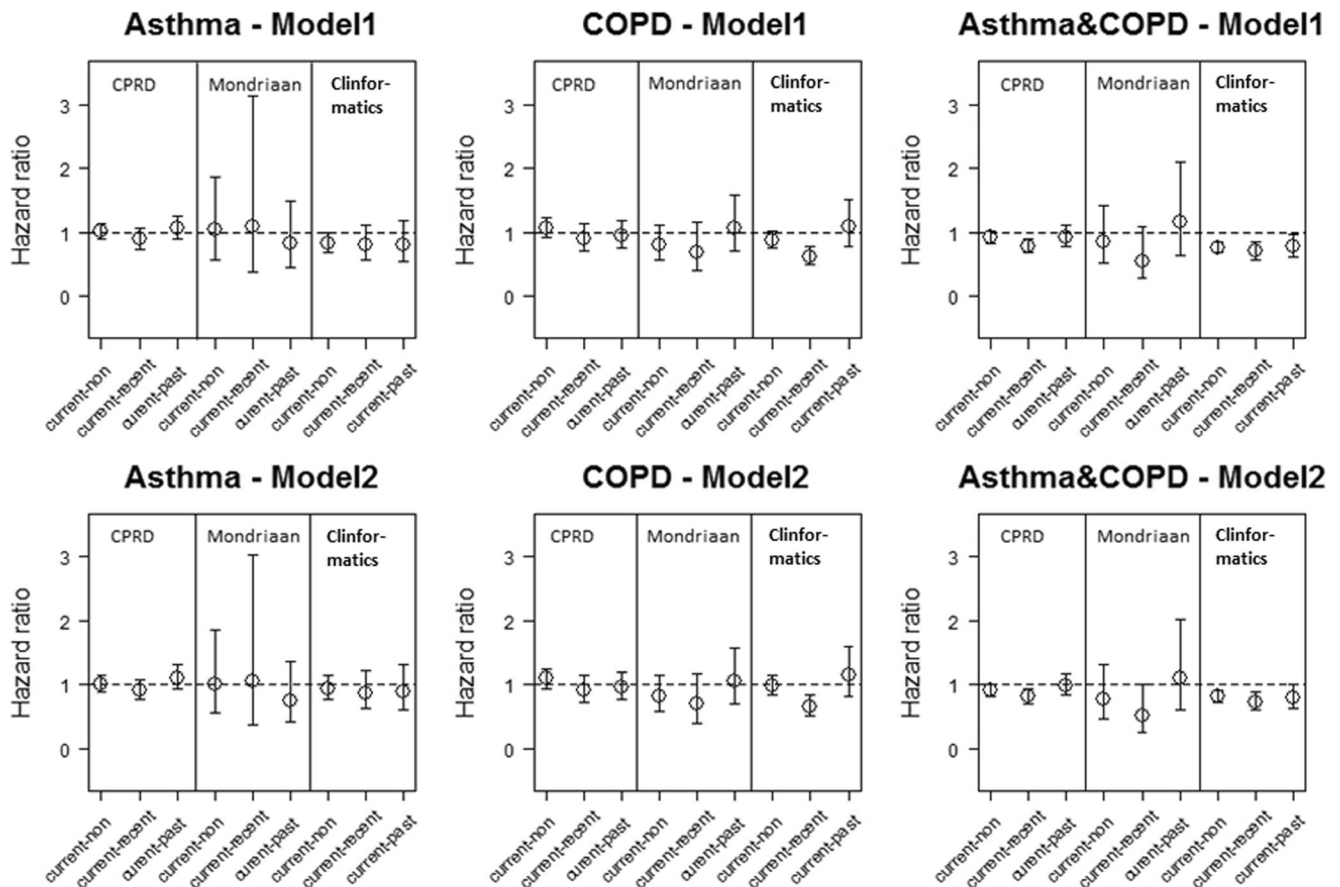 Asthma - Model1
Hazard ratio
3
2
1
0
CPRD
Mondriaan
Clinfor-
matics
current-non
current-recent
current-past
current-non
current-recent
current-past
current-non
current-recent
current-past
COPD - Model1
Hazard ratio
3
2
1
0
CPRD
Mondriaan
Clinfor-
matics
current-non
current-recent
current-past
current-non
current-recent
current-past
current-non
current-recent
current-past
Asthma&COPD - Model1
Hazard ratio
3
2
1
0
CPRD
Mondriaan
Clinfor-
matics
current-non
current-recent
current-past
current-non
current-recent
current-past
current-non
current-recent
current-past
Asthma - Model2
Hazard ratio
3
2
1
0
CPRD
Mondriaan
Clinfor-
matics
current-non
current-recent
current-past
current-non
current-recent
current-past
current-non
current-recent
current-past
COPD - Model2
Hazard ratio
3
2
1
0
CPRD
Mondriaan
Clinfor-
matics
current-non
current-recent
current-past
current-non
current-recent
current-past
current-non
current-recent
current-past
Asthma&COPD - Model2
Hazard ratio
3
2
1
0
CPRD
Mondriaan
Clinfor-
matics
current-non
current-recent
current-past
current-non
current-recent
current-past
current-non
current-recent
current-past